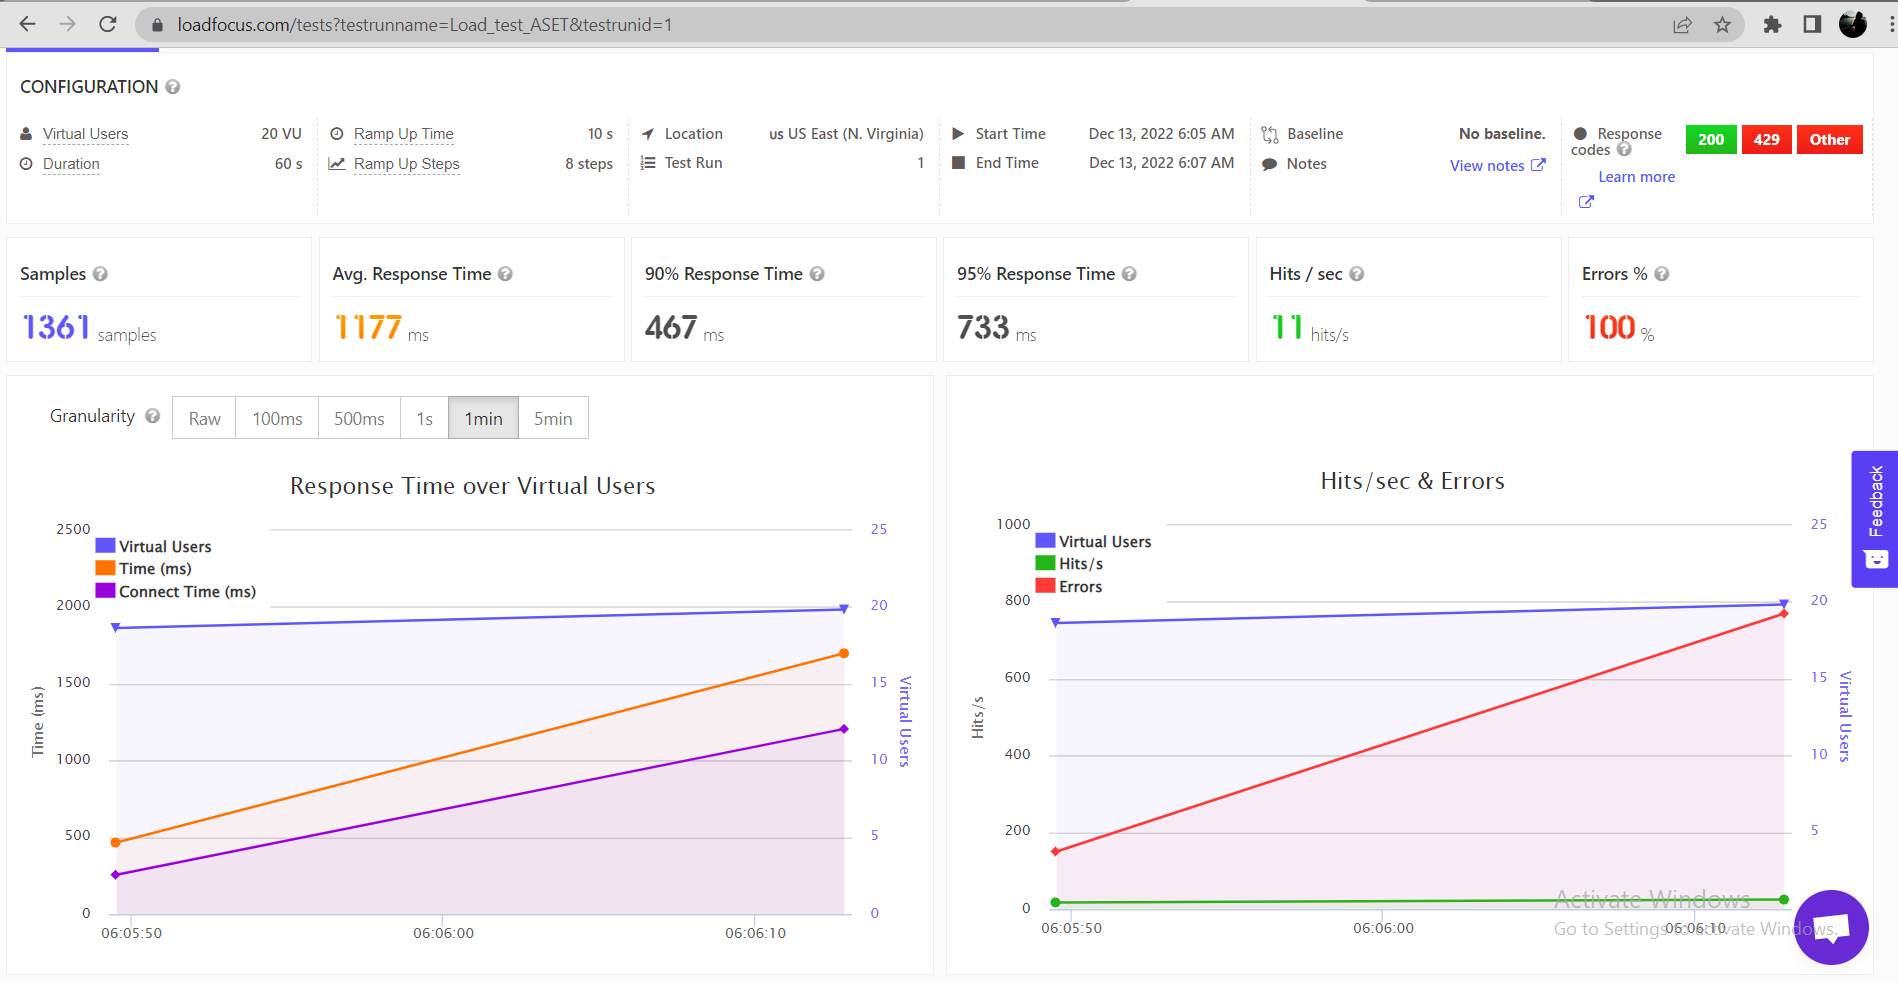 loadfocus.com/tests?testrunname=Load_test_ASET&testrunid=1
CONFIGURATION ?
Virtual Users 20 VU
Duration 60 s
Ramp Up Time 10 s
Ramp Up Steps 8 steps
Location us US East (N. Virginia)
Test Run 1
Start Time Dec 13, 2022 6:05 AM
End Time Dec 13, 2022 6:07 AM
Baseline No baseline.
Notes View notes
Response codes ? 200 429 Other
Learn more
Samples ?
1361 samples
Avg. Response Time ?
1177 ms
90% Response Time ?
467 ms
95% Response Time ?
733 ms
Hits / sec ?
11 hits/s
Errors % ?
100 %
Granularity ? Raw 100ms 500ms 1s 1min 5min
Response Time over Virtual Users
Virtual Users
Time (ms)
Connect Time (ms)
2500
2000
1500
1000
500
0
Time (ms)
25
20
15
10
5
0
Virtual Users
06:05:50 06:06:00 06:06:10
Hits/sec & Errors
Virtual Users
Hits/s
Errors
1000
800
600
400
200
0
Hits/s
25
20
15
10
5
Virtual Users
06:05:50 06:06:00 06:06:10
Feedback
Activate Windows
Go to Settings to activate Windows.